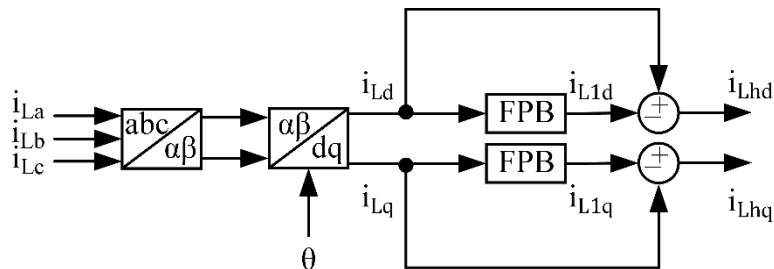 i_La
i_Lb
i_Lc
abc
αβ
αβ
dq
θ
i_Ld
i_Lq
FPB
FPB
i_L1d
i_L1q
±
−
±
−
i_Lhd
i_Lhq